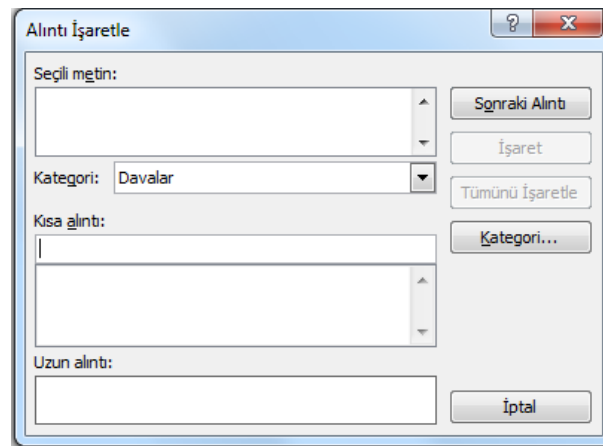 Alıntı İşaretle
Seçili metin:
Sonraki Alıntı
İşaret
Kategori: Davalar
Tümünü İşaretle
Kısa alıntı:
Kategori...
Uzun alıntı:
İptal